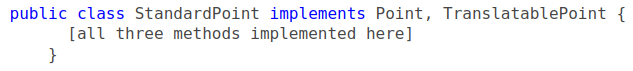 public class StandardPoint implements Point, TranslatablePoint {
[all three methods implemented here]
}